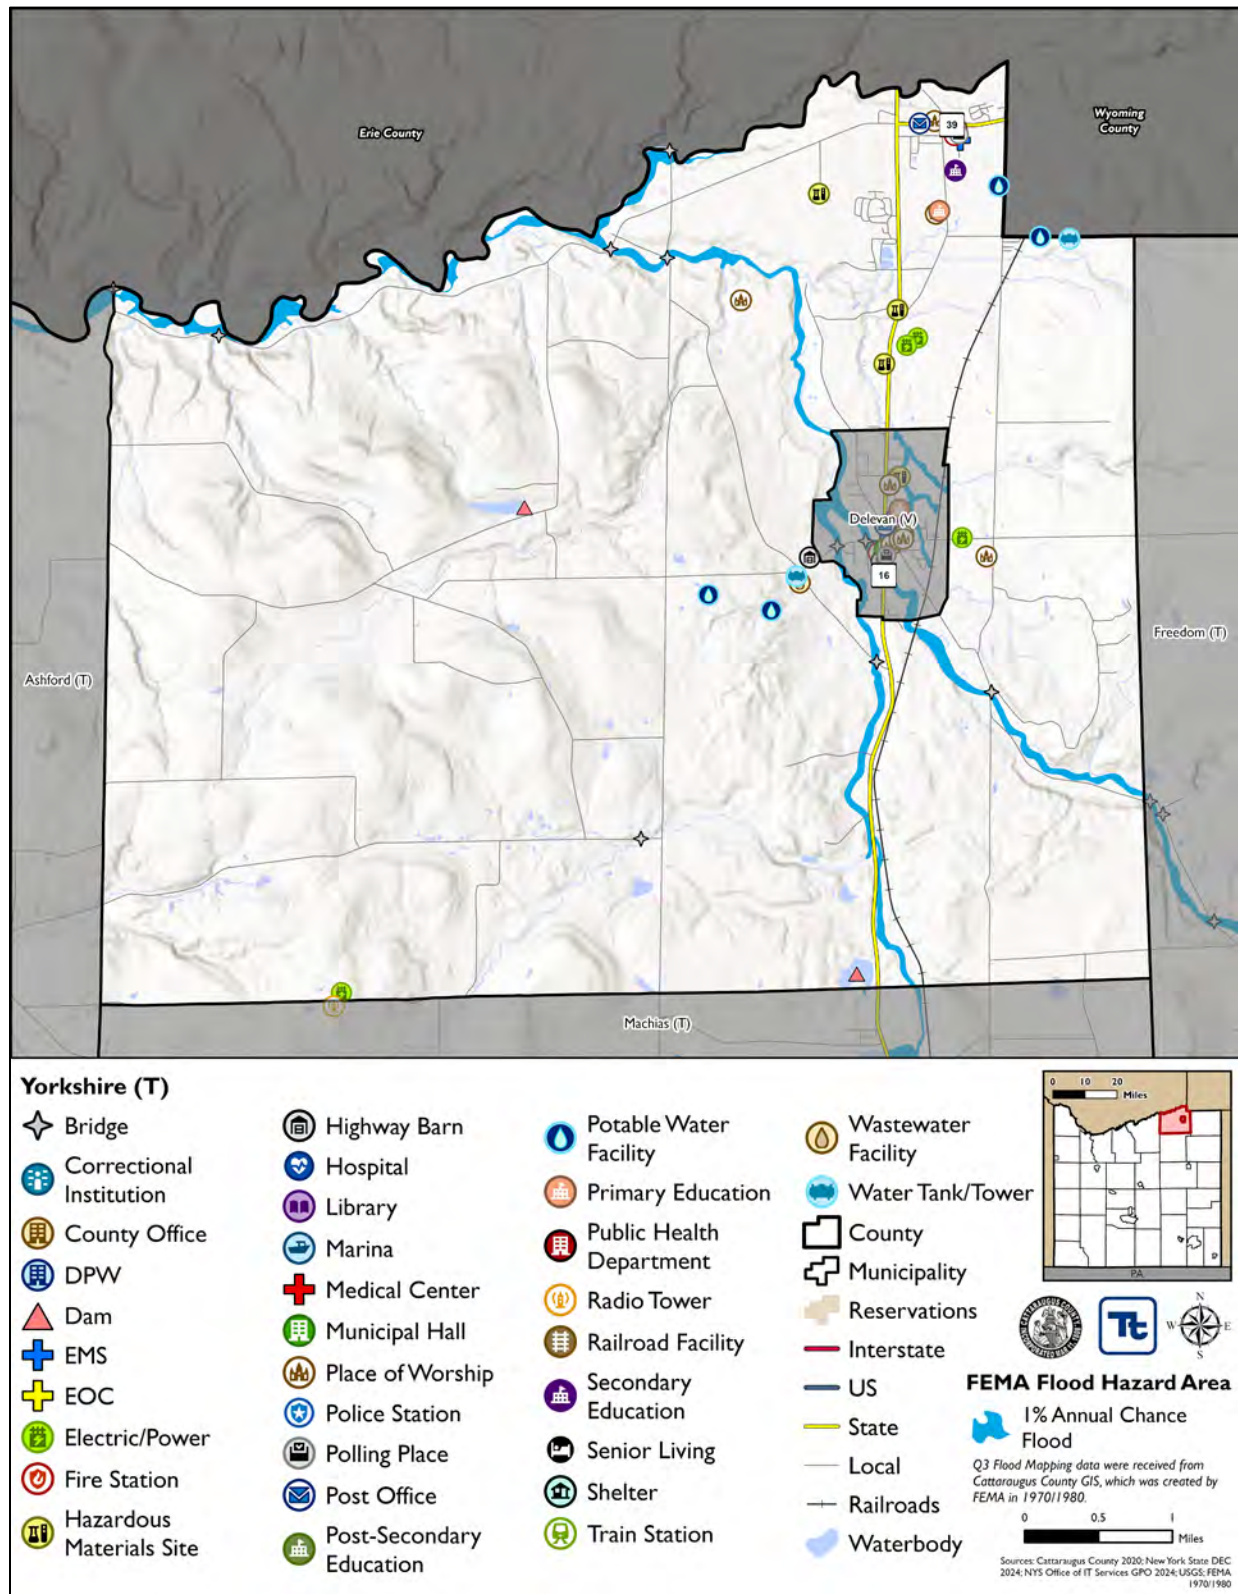 Erie County
Wyoming
County
39
Delevan (V)
16
Freedom (T)
Ashford (T)
Machias (T)
Yorkshire (T)
Bridge
Correctional
Institution
County Office
DPW
Dam
EMS
EOC
Electric/Power
Fire Station
Hazardous
Materials Site
Highway Barn
Hospital
Library
Marina
Medical Center
Municipal Hall
Place of Worship
Police Station
Polling Place
Post Office
Post-Secondary
Education
Potable Water
Facility
Primary Education
Public Health
Department
Radio Tower
Railroad Facility
Secondary
Education
Senior Living
Shelter
Train Station
Wastewater
Facility
Water Tank/Tower
County
Municipality
Reservations
Interstate
US
State
Local
Railroads
Waterbody
0 10 20
Miles
PA
Tt
N
W E
S
FEMA Flood Hazard Area
1% Annual Chance
Flood
Q3 Flood Mapping data were received from
Cattaraugus County GIS, which was created by
FEMA in 1970/1980.
0 0.5 1
Miles
Sources: Cattaraugus County 2020; New York State DEC
2024; NYS Office of IT Services GPO 2024; USGS; FEMA
1970/1980